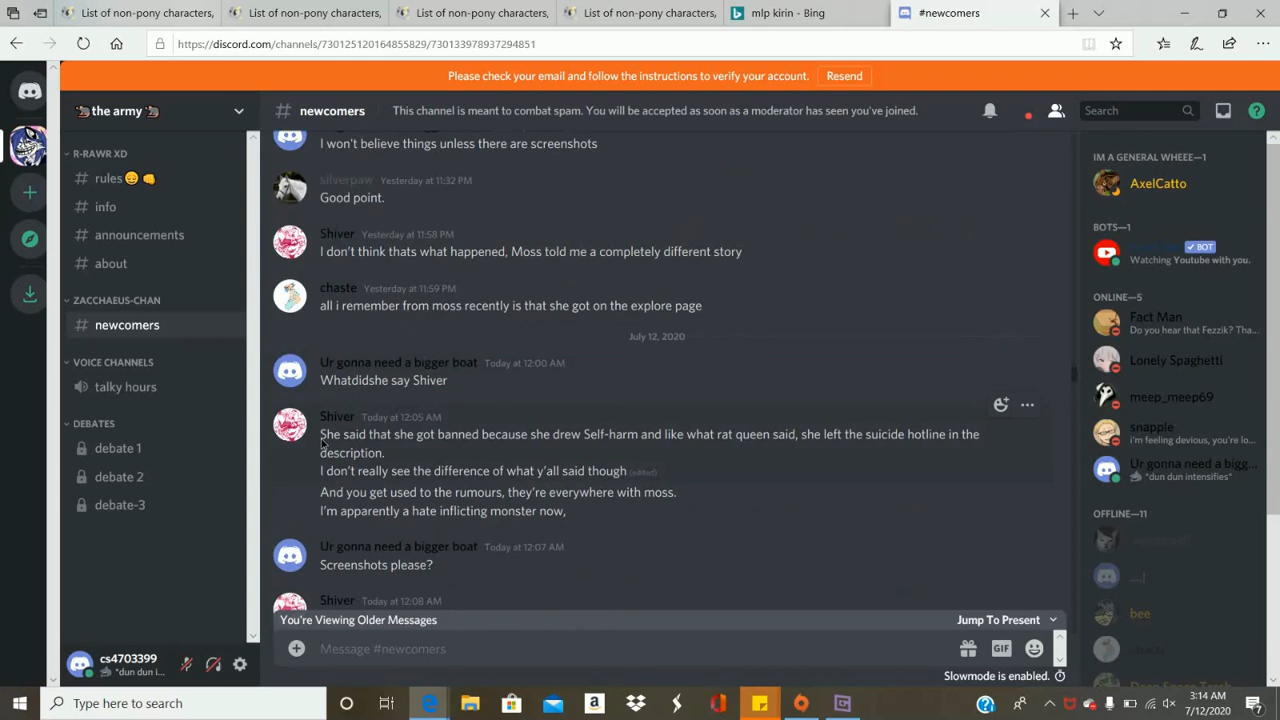 List of non-pony characters,
List of non-pony characters,
List of non-pony characters,
List of non-pony characters,
mlp kirin - Bing
#newcomers
https://discord.com/channels/730125120164855829/730133978937294851
Please check your email and follow the instructions to verify your account.
Resend
the army
# newcomers
This channel is meant to combat spam. You will be accepted as soon as a moderator has seen you've joined.
Search
R-RAWR XD
# rules
# info
# announcements
# about
ZACCHAEUS-CHAN
# newcomers
VOICE CHANNELS
talky hours
DEBATES
debate 1
debate 2
debate-3
cs4703399
"dun dun i...
I won't believe things unless there are screenshots
silverpaw Yesterday at 11:32 PM
Good point.
Shiver Yesterday at 11:58 PM
I don't think thats what happened, Moss told me a completely different story
chaste Yesterday at 11:59 PM
all i remember from moss recently is that she got on the explore page
July 12, 2020
Ur gonna need a bigger boat Today at 12:00 AM
Whatdidshe say Shiver
Shiver Today at 12:05 AM
She said that she got banned because she drew Self-harm and like what rat queen said, she left the suicide hotline in the
description.
I don't really see the difference of what y'all said though (edited)
And you get used to the rumours, they're everywhere with moss.
I'm apparently a hate inflicting monster now,
Ur gonna need a bigger boat Today at 12:07 AM
Screenshots please?
Shiver Today at 12:08 AM
You're Viewing Older Messages
Jump To Present
Message #newcomers
GIF
Slowmode is enabled.
IM A GENERAL WHEEE—1
AxelCatto
BOTS—1
BOT
Watching Youtube with you.
ONLINE—5
Fact Man
Do you hear that Fezzik? Tha...
Lonely Spaghetti
meep_meep69
snapple
i'm a fan of your fluffy ears! ...
Ur gonna need a bigg...
"dun dun intensifies"
OFFLINE—11
bee
Type here to search
3:14 AM
7/12/2020